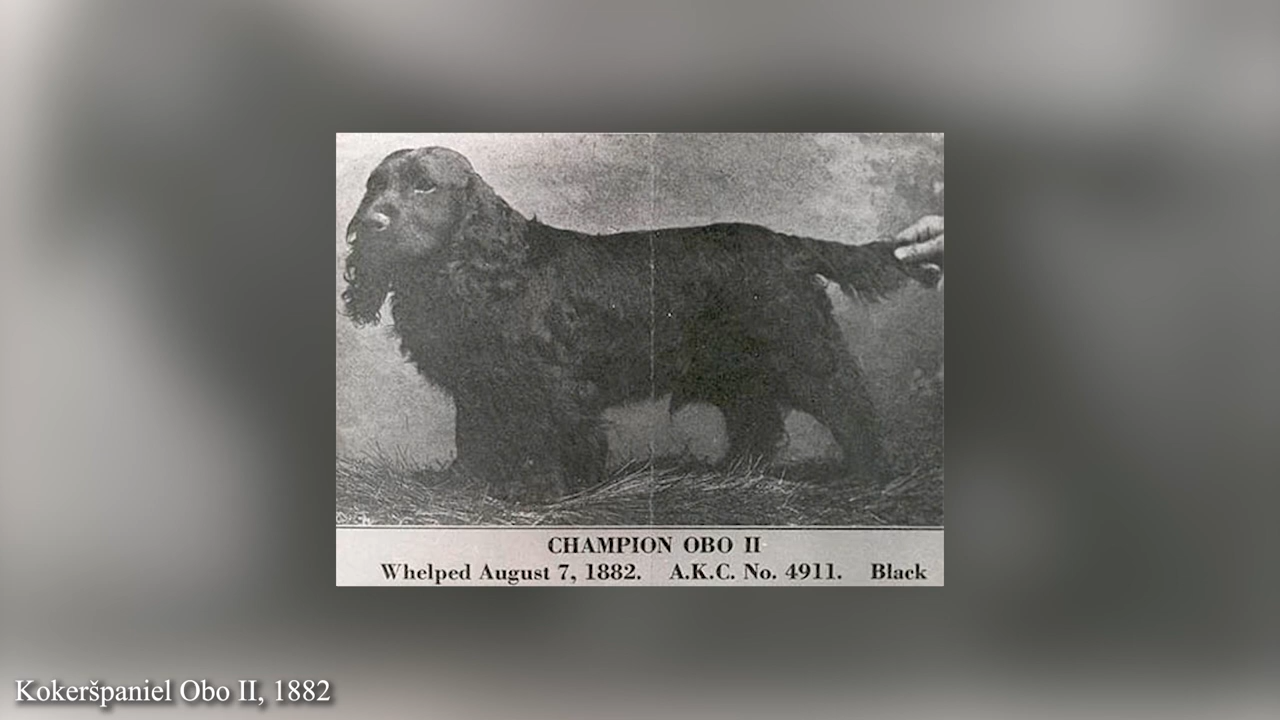 CHAMPION OBO II
Whelped August 7, 1882. A.K.C. No. 4911. Black
Kokeršpaniel Obo II, 1882